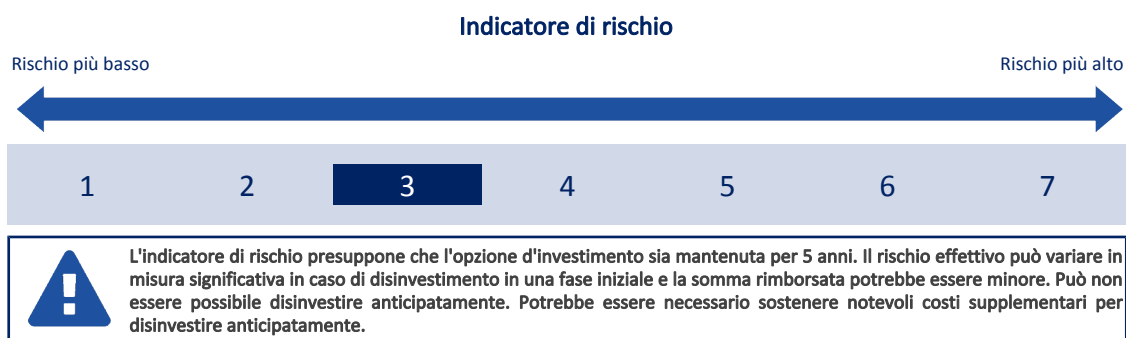 Indicatore di rischio
Rischio più basso
Rischio più alto
1 2 3 4 5 6 7
L'indicatore di rischio presuppone che l'opzione d'investimento sia mantenuta per 5 anni. Il rischio effettivo può variare in
misura significativa in caso di disinvestimento in una fase iniziale e la somma rimborsata potrebbe essere minore. Può non
essere possibile disinvestire anticipatamente. Potrebbe essere necessario sostenere notevoli costi supplementari per
disinvestire anticipatamente.